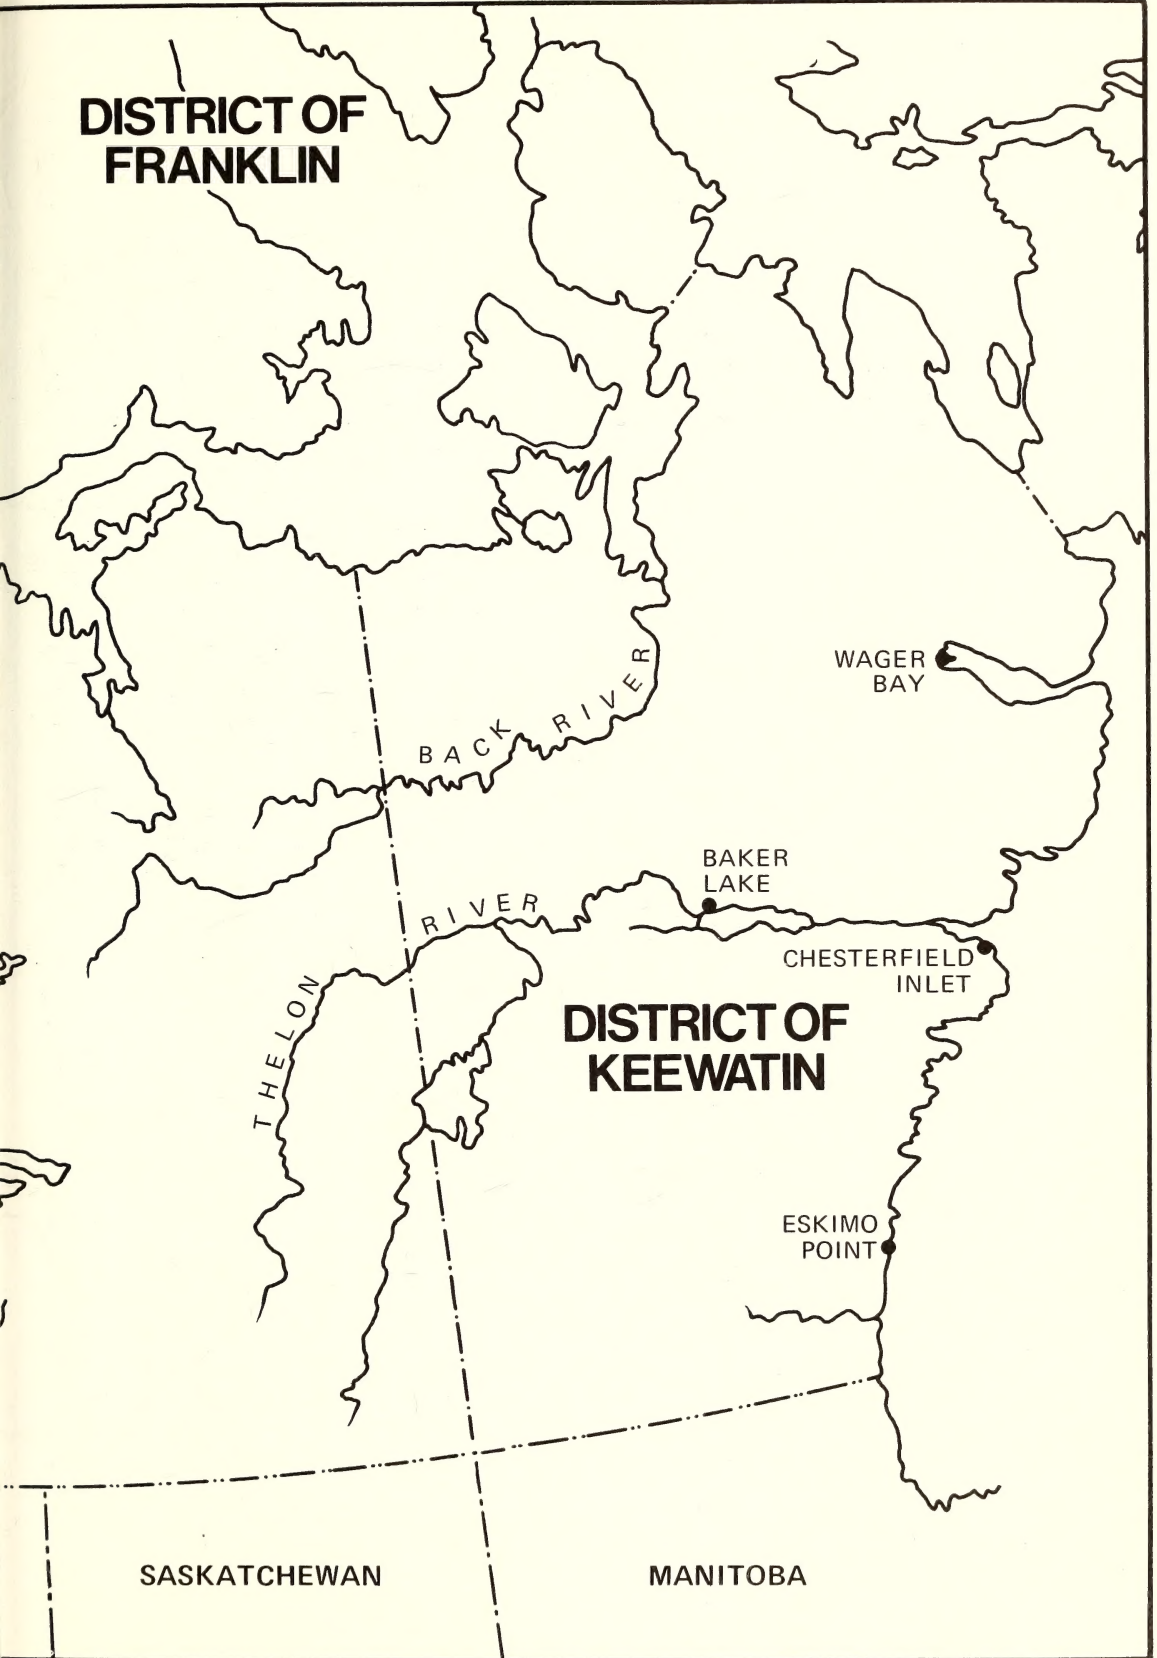 DISTRICT OF
FRANKLIN
WAGER
BAY
BACK RIVER
BAKER
LAKE
THELON RIVER
CHESTERFIELD
INLET
DISTRICT OF
KEEWATIN
ESKIMO
POINT
SASKATCHEWAN
MANITOBA